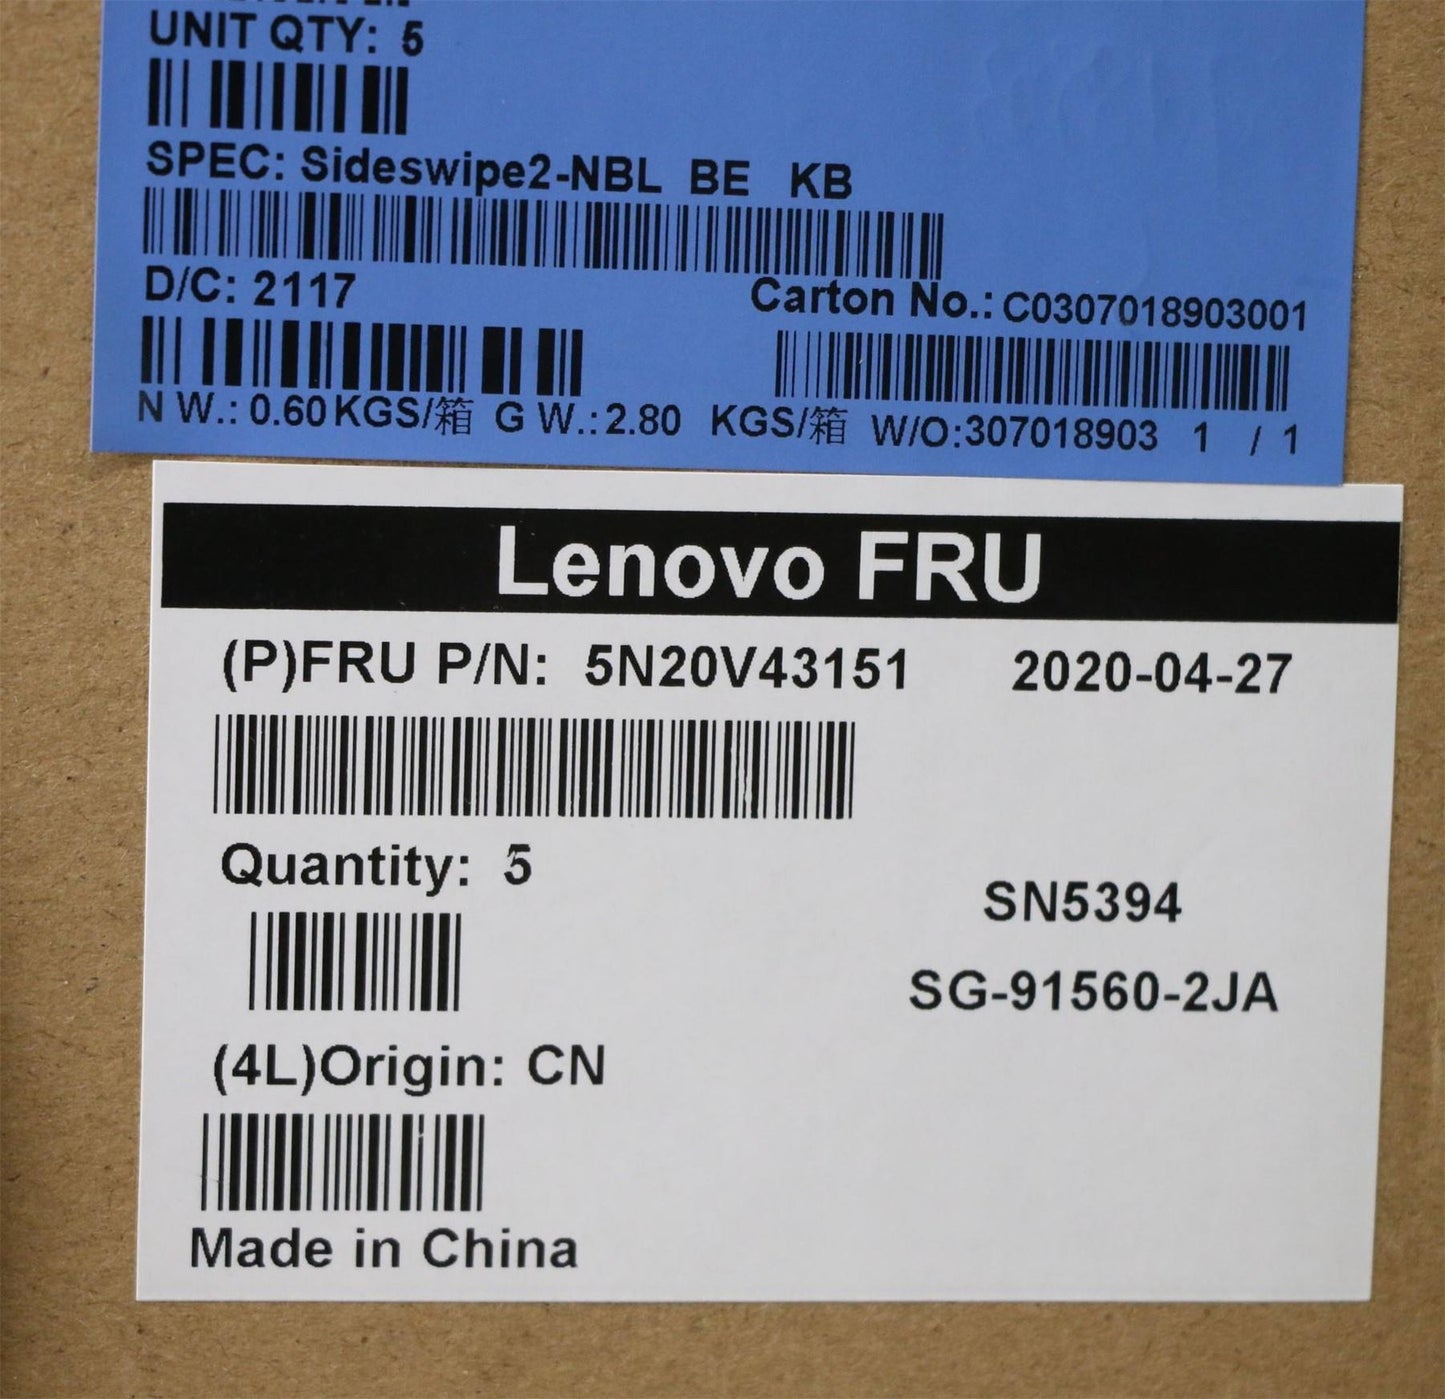 UNIT QTY: 5
SPEC: Sideswipe2-NBL BE KB
D/C: 2117
Carton No.: C0307018903001
N W.: 0.60 KGS/箱 G W.: 2.80 KGS/箱 W/O:307018903 1 / 1
Lenovo FRU
(P)FRU P/N: 5N20V43151 2020-04-27
Quantity: 5
SN5394
SG-91560-2JA
(4L)Origin: CN
Made in China